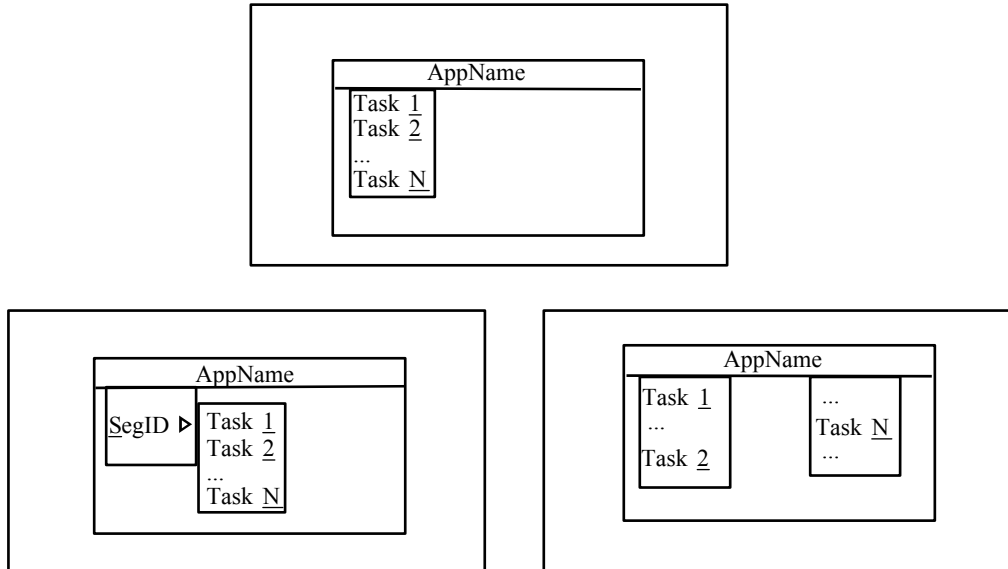 AppName
Task 1
Task 2
...
Task N
AppName
SegID
Task 1
Task 2
...
Task N
AppName
Task 1
...
Task 2
...
Task N
...